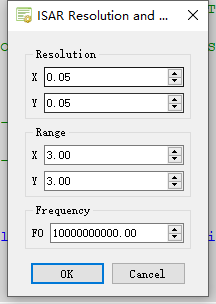 ISAR Resolution and ...
Resolution
X 0.05
Y 0.05
Range
X 3.00
Y 3.00
Frequency
F0 10000000000.00
OK Cancel